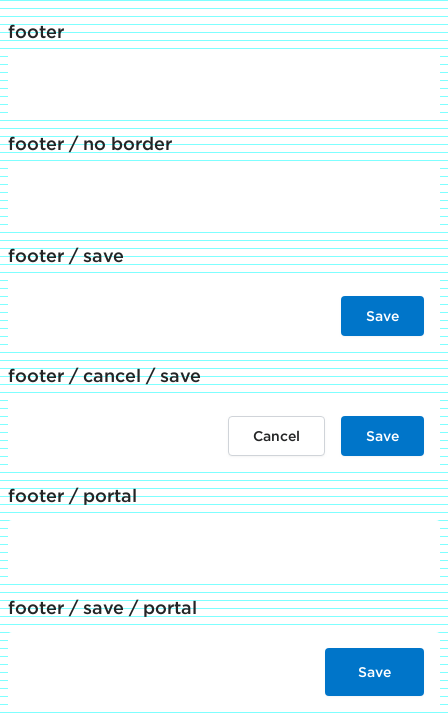 footer
footer / no border
footer / save
Save
footer / cancel / save
Cancel Save
footer / portal
footer / save / portal
Save